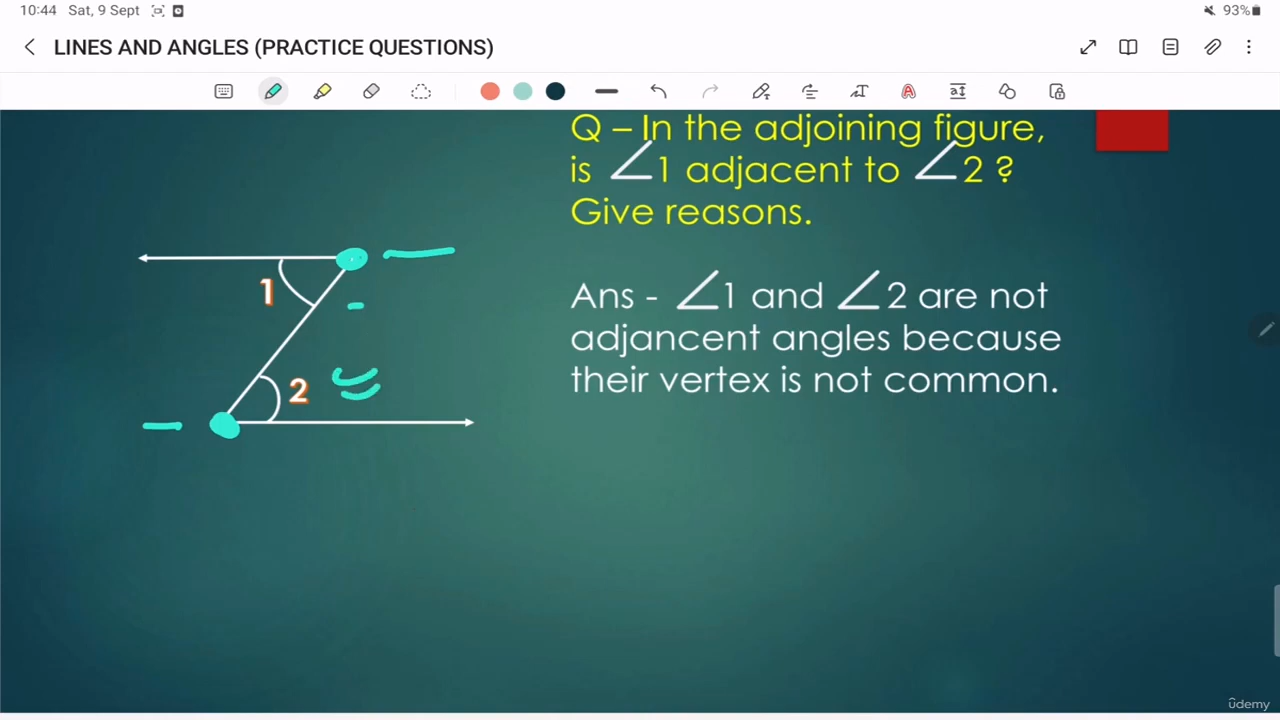 10:44 Sat, 9 Sept 93%
LINES AND ANGLES (PRACTICE QUESTIONS)
Q – In the adjoining figure,
is ∠1 adjacent to ∠2 ?
Give reasons.
1
2
Ans - ∠1 and ∠2 are not
adjancent angles because
their vertex is not common.
ûdemy